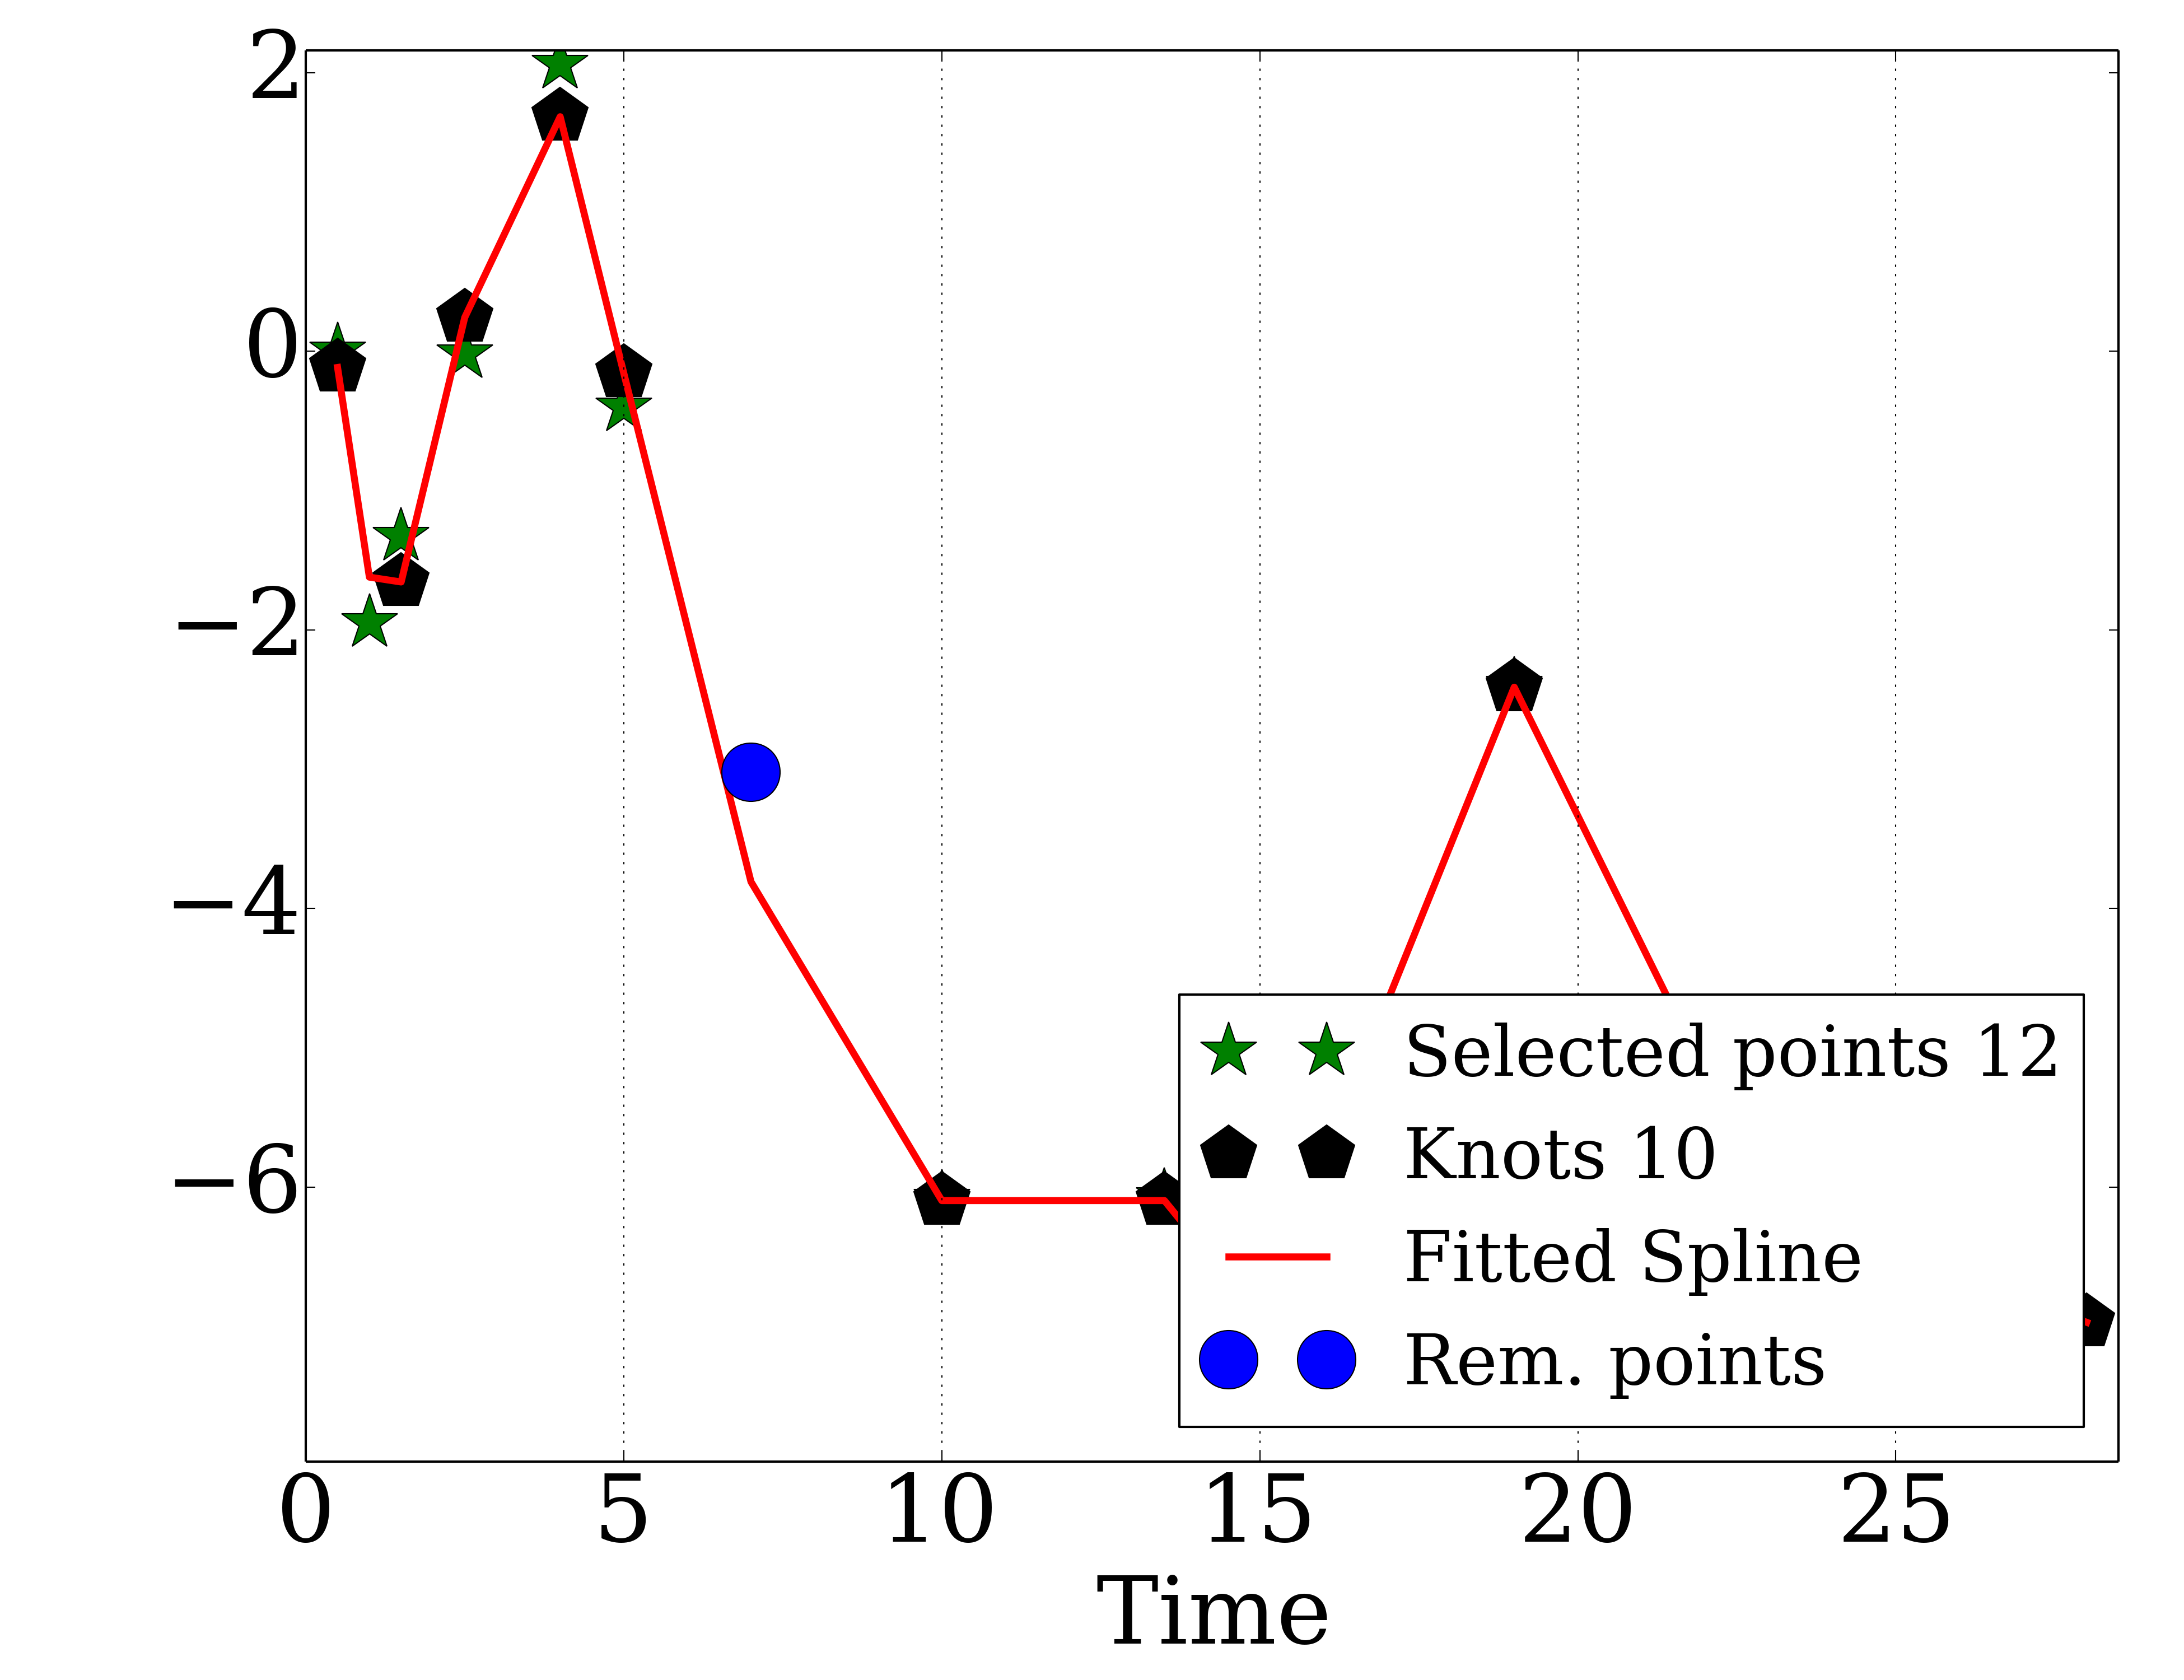 2
0
−2
−4
−6
Selected points 12
Knots 10
Fitted Spline
Rem. points
0 5 10 15 20 25
Time